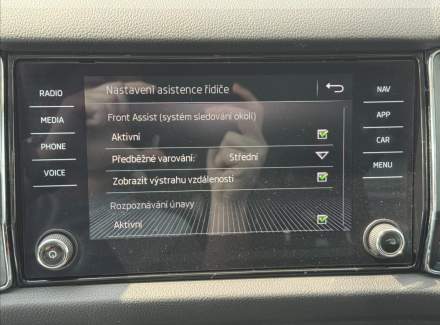 Nastavení asistence řidiče
RADIO
MEDIA
PHONE
VOICE
Front Assist (systém sledování okolí)
Aktivní
Předběžné varování: Střední
Zobrazit výstrahu vzdálenosti
Rozpoznávání únavy
Aktivní
NAV
APP
CAR
MENU